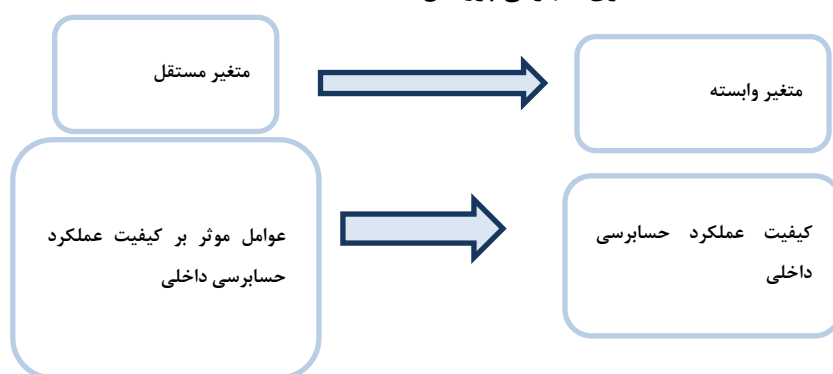 متغیر مستقل
متغیر وابسته
عوامل موثر بر کیفیت عملکرد
حسابرسی داخلی
کیفیت عملکرد حسابرسی
داخلی